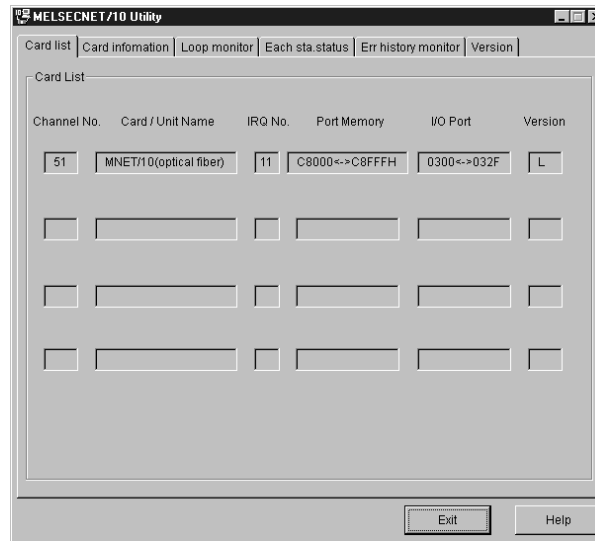 MELSECNET/10 Utility
Card list Card infomation Loop monitor Each sta.status Err history monitor Version
Card List
Channel No. Card / Unit Name IRQ No. Port Memory I/O Port Version
51 MNET/10(optical fiber) 11 C8000<->C8FFFH 0300<->032F L
Exit Help